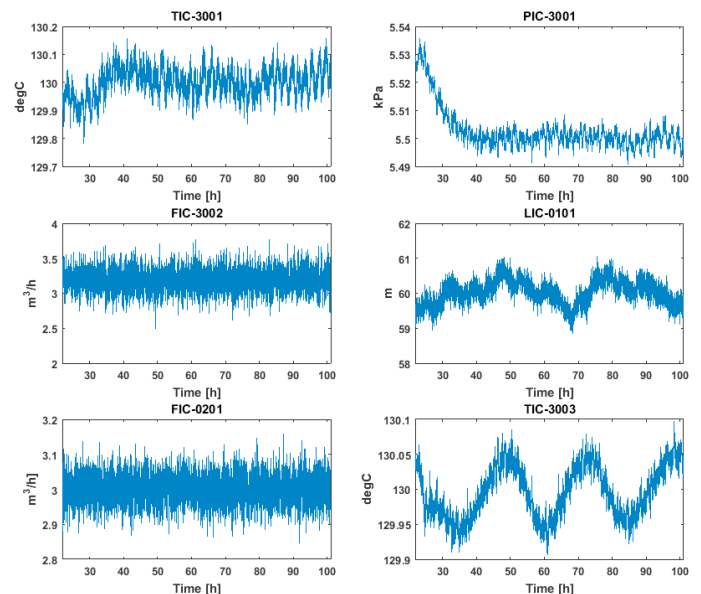 TIC-3001
130.2
130.1
130
129.9
129.8
129.7
degC
30 40 50 60 70 80 90 100
Time [h]
PIC-3001
5.54
5.53
5.52
5.51
5.5
5.49
kPa
30 40 50 60 70 80 90 100
Time [h]
FIC-3002
4
3.5
3
2.5
2
m³/h
30 40 50 60 70 80 90 100
Time [h]
LIC-0101
62
61
60
59
58
m
30 40 50 60 70 80 90 100
Time [h]
FIC-0201
3.2
3.1
3
2.9
2.8
m³/h]
30 40 50 60 70 80 90 100
Time [h]
TIC-3003
130.1
130.05
130
129.95
129.9
degC
30 40 50 60 70 80 90 100
Time [h]